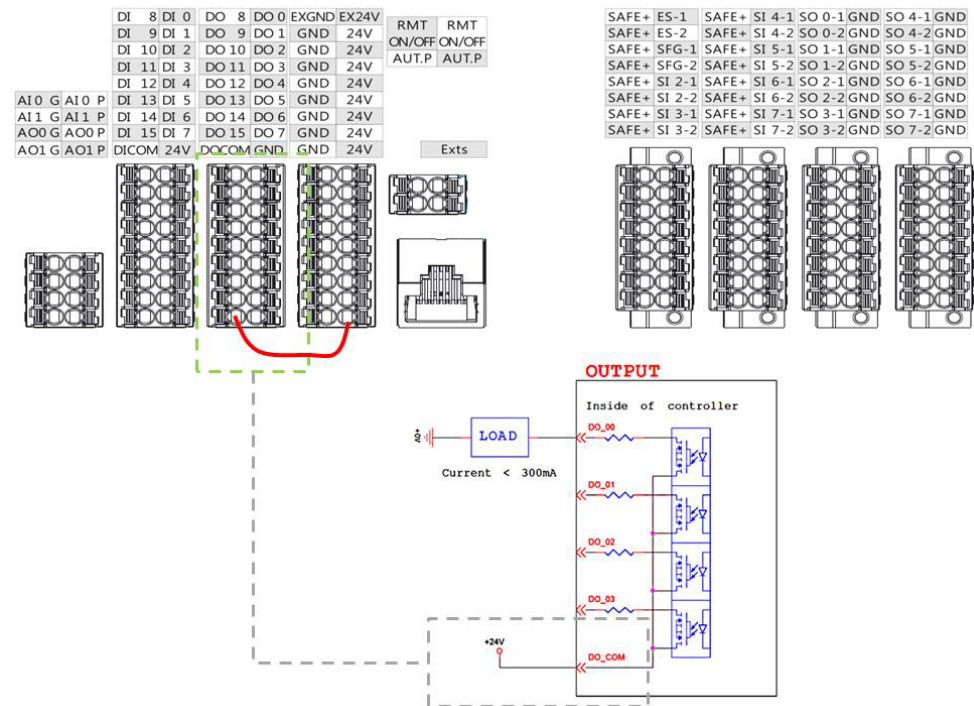 DI 8 DI 0 DO 8 DO 0 EXGND EX24V
DI 9 DI 1 DO 9 DO 1 GND 24V
DI 10 DI 2 DO 10 DO 2 GND 24V
DI 11 DI 3 DO 11 DO 3 GND 24V
DI 12 DI 4 DO 12 DO 4 GND 24V
AI0 G AI0 P DI 13 DI 5 DO 13 DO 5 GND 24V
AI1 G AI1 P DI 14 DI 6 DO 14 DO 6 GND 24V
AO0 G AO0 P DI 15 DI 7 DO 15 DO 7 GND 24V
AO1 G AO1 P DICOM 24V DOCOM GND GND 24V
RMT RMT
ON/OFF ON/OFF
AUT.P AUT.P
Exts
SAFE+ ES-1 SAFE+ SI 4-1 SO 0-1 GND SO 4-1 GND
SAFE+ ES-2 SAFE+ SI 4-2 SO 0-2 GND SO 4-2 GND
SAFE+ SFG-1 SAFE+ SI 5-1 SO 1-1 GND SO 5-1 GND
SAFE+ SFG-2 SAFE+ SI 5-2 SO 1-2 GND SO 5-2 GND
SAFE+ SI 2-1 SAFE+ SI 6-1 SO 2-1 GND SO 6-1 GND
SAFE+ SI 2-2 SAFE+ SI 6-2 SO 2-2 GND SO 6-2 GND
SAFE+ SI 3-1 SAFE+ SI 7-1 SO 3-1 GND SO 7-1 GND
SAFE+ SI 3-2 SAFE+ SI 7-2 SO 3-2 GND SO 7-2 GND
OUTPUT
Inside of controller
DO_00
LOAD
Current < 300mA
DO_01
DO_02
DO_03
+24V
DO_COM